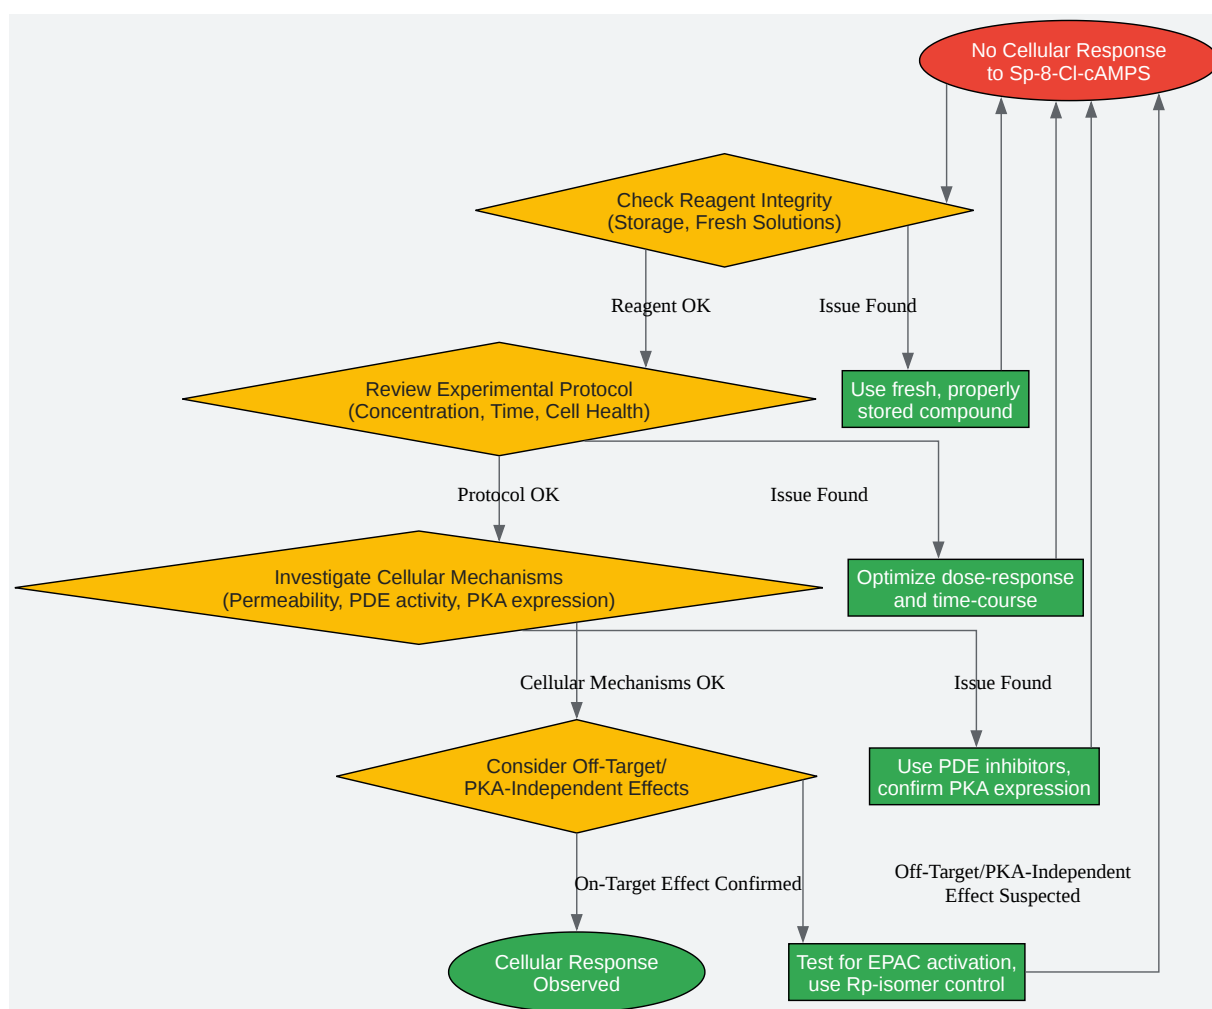 No Cellular Response
to Sp-8-Cl-cAMPS
Check Reagent Integrity
(Storage, Fresh Solutions)
Reagent OK
Issue Found
Review Experimental Protocol
(Concentration, Time, Cell Health)
Use fresh, properly
stored compound
Protocol OK
Issue Found
Investigate Cellular Mechanisms
(Permeability, PDE activity, PKA expression)
Optimize dose-response
and time-course
Cellular Mechanisms OK
Issue Found
Consider Off-Target/
PKA-Independent Effects
Use PDE inhibitors,
confirm PKA expression
On-Target Effect Confirmed
Off-Target/PKA-Independent
Effect Suspected
Cellular Response
Observed
Test for EPAC activation,
use Rp-isomer control